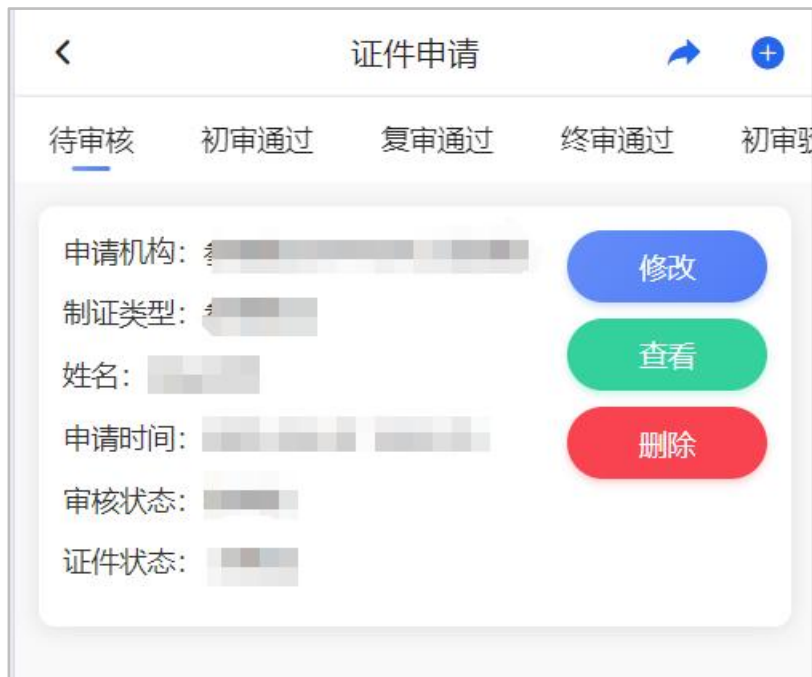 证件申请
待审核 初审通过 复审通过 终审通过 初审
申请机构：
修改
制证类型：
查看
姓名：
申请时间：
删除
审核状态：
证件状态：